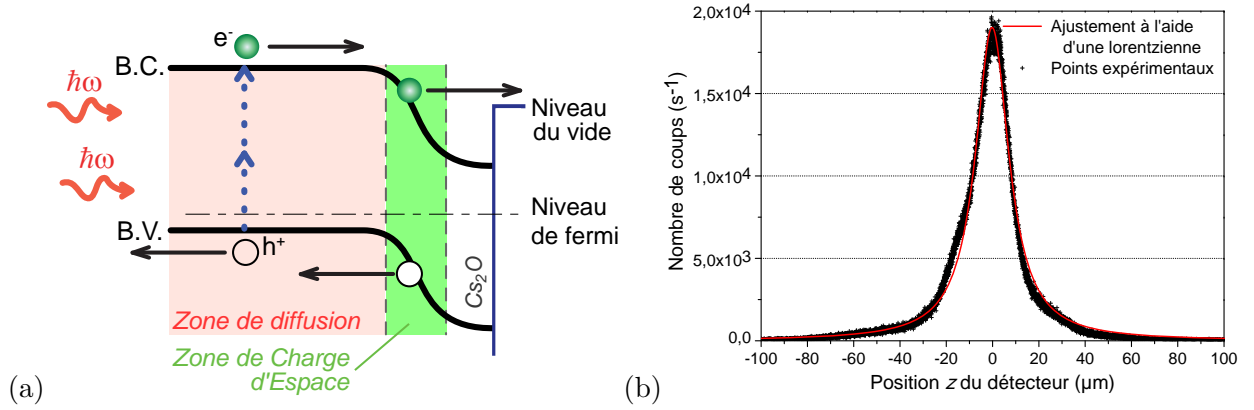 e⁻
B.C.
ħω
ħω
Niveau
du vide
B.V.
h⁺
Niveau
de fermi
Cs₂O
Zone de diffusion
Zone de Charge
d'Espace
(a)
Nombre de coups (s⁻¹)
2,0x10⁴
1,5x10⁴
1,0x10⁴
5,0x10³
0,0
Ajustement à l'aide
d'une lorentzienne
Points expérimentaux
-100 -80 -60 -40 -20 0 20 40 60 80 100
Position z du détecteur (µm)
(b)